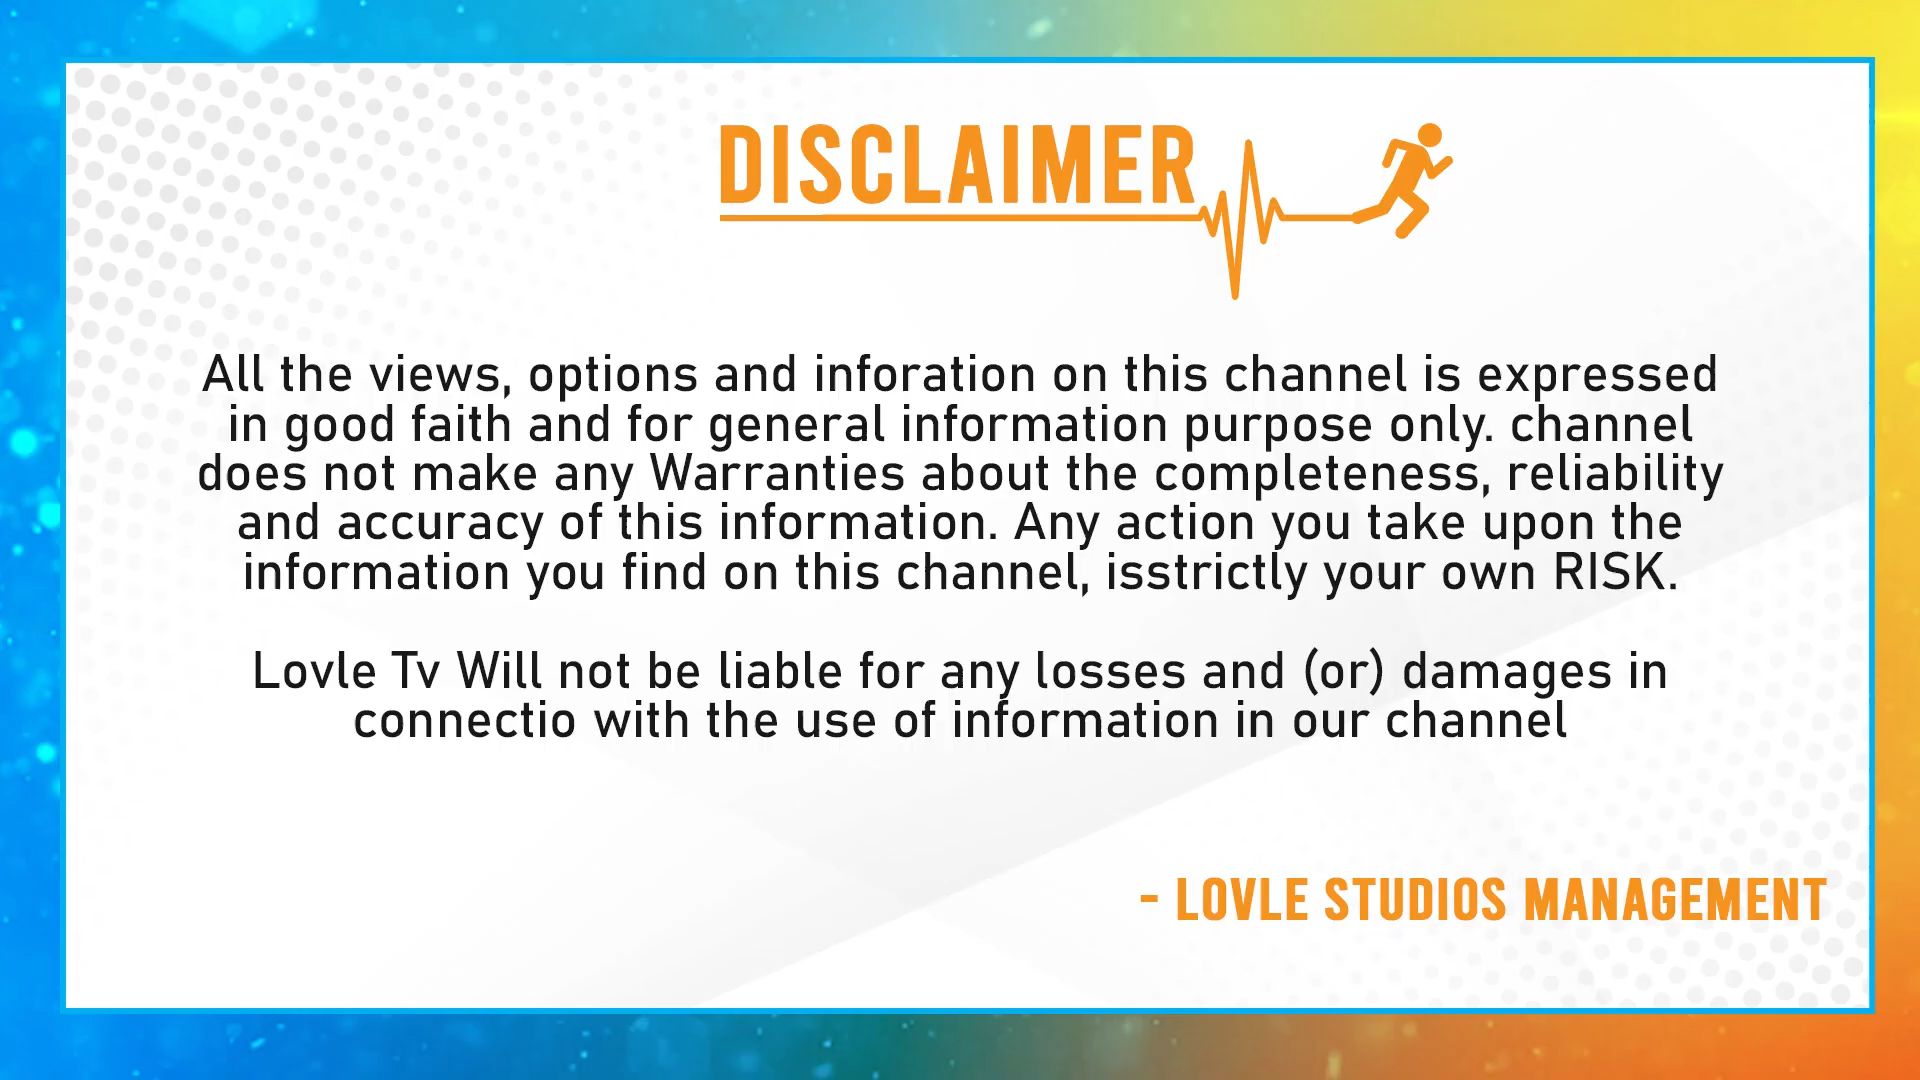 DISCLAIMER
All the views, options and inforation on this channel is expressed
in good faith and for general information purpose only. channel
does not make any Warranties about the completeness, reliability
and accuracy of this information. Any action you take upon the
information you find on this channel, isstrictly your own RISK.
Lovle Tv Will not be liable for any losses and (or) damages in
connectio with the use of information in our channel
- LOVLE STUDIOS MANAGEMENT